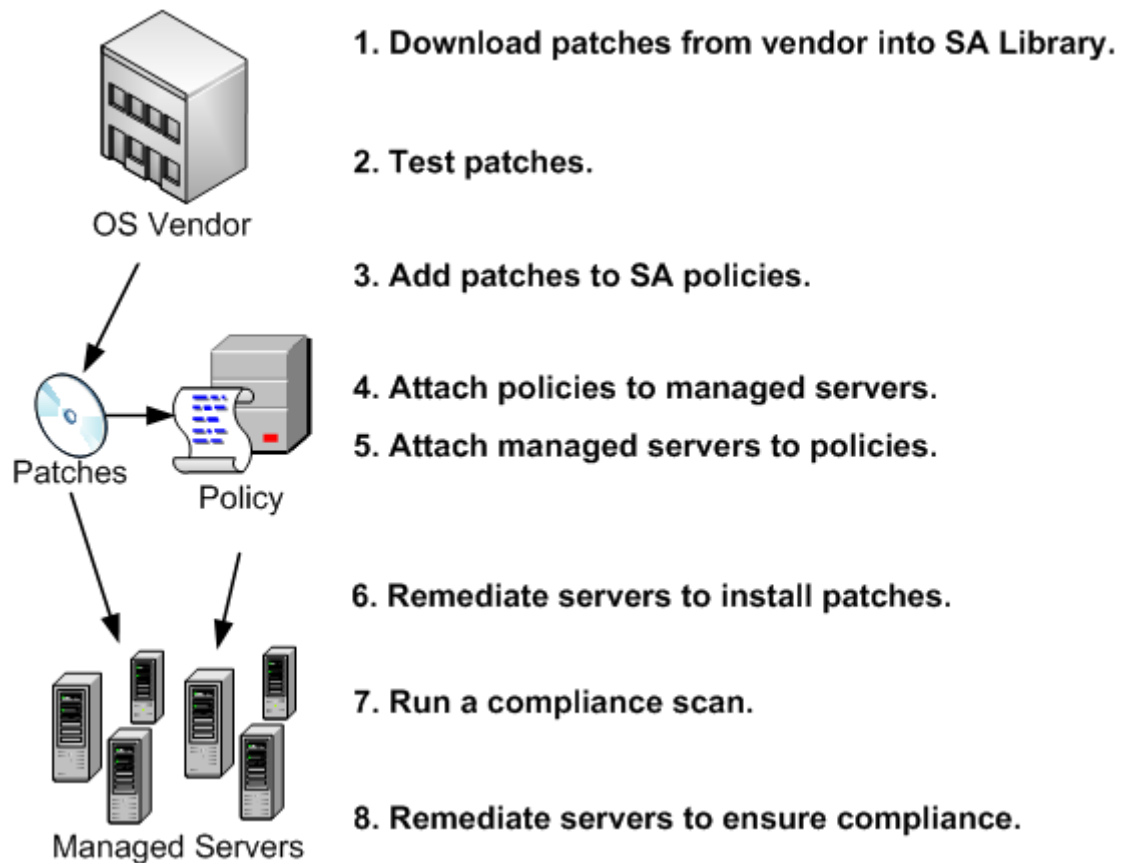 1. Download patches from vendor into SA Library.
2. Test patches.
OS Vendor
3. Add patches to SA policies.
4. Attach policies to managed servers.
5. Attach managed servers to policies.
Patches
Policy
6. Remediate servers to install patches.
7. Run a compliance scan.
8. Remediate servers to ensure compliance.
Managed Servers